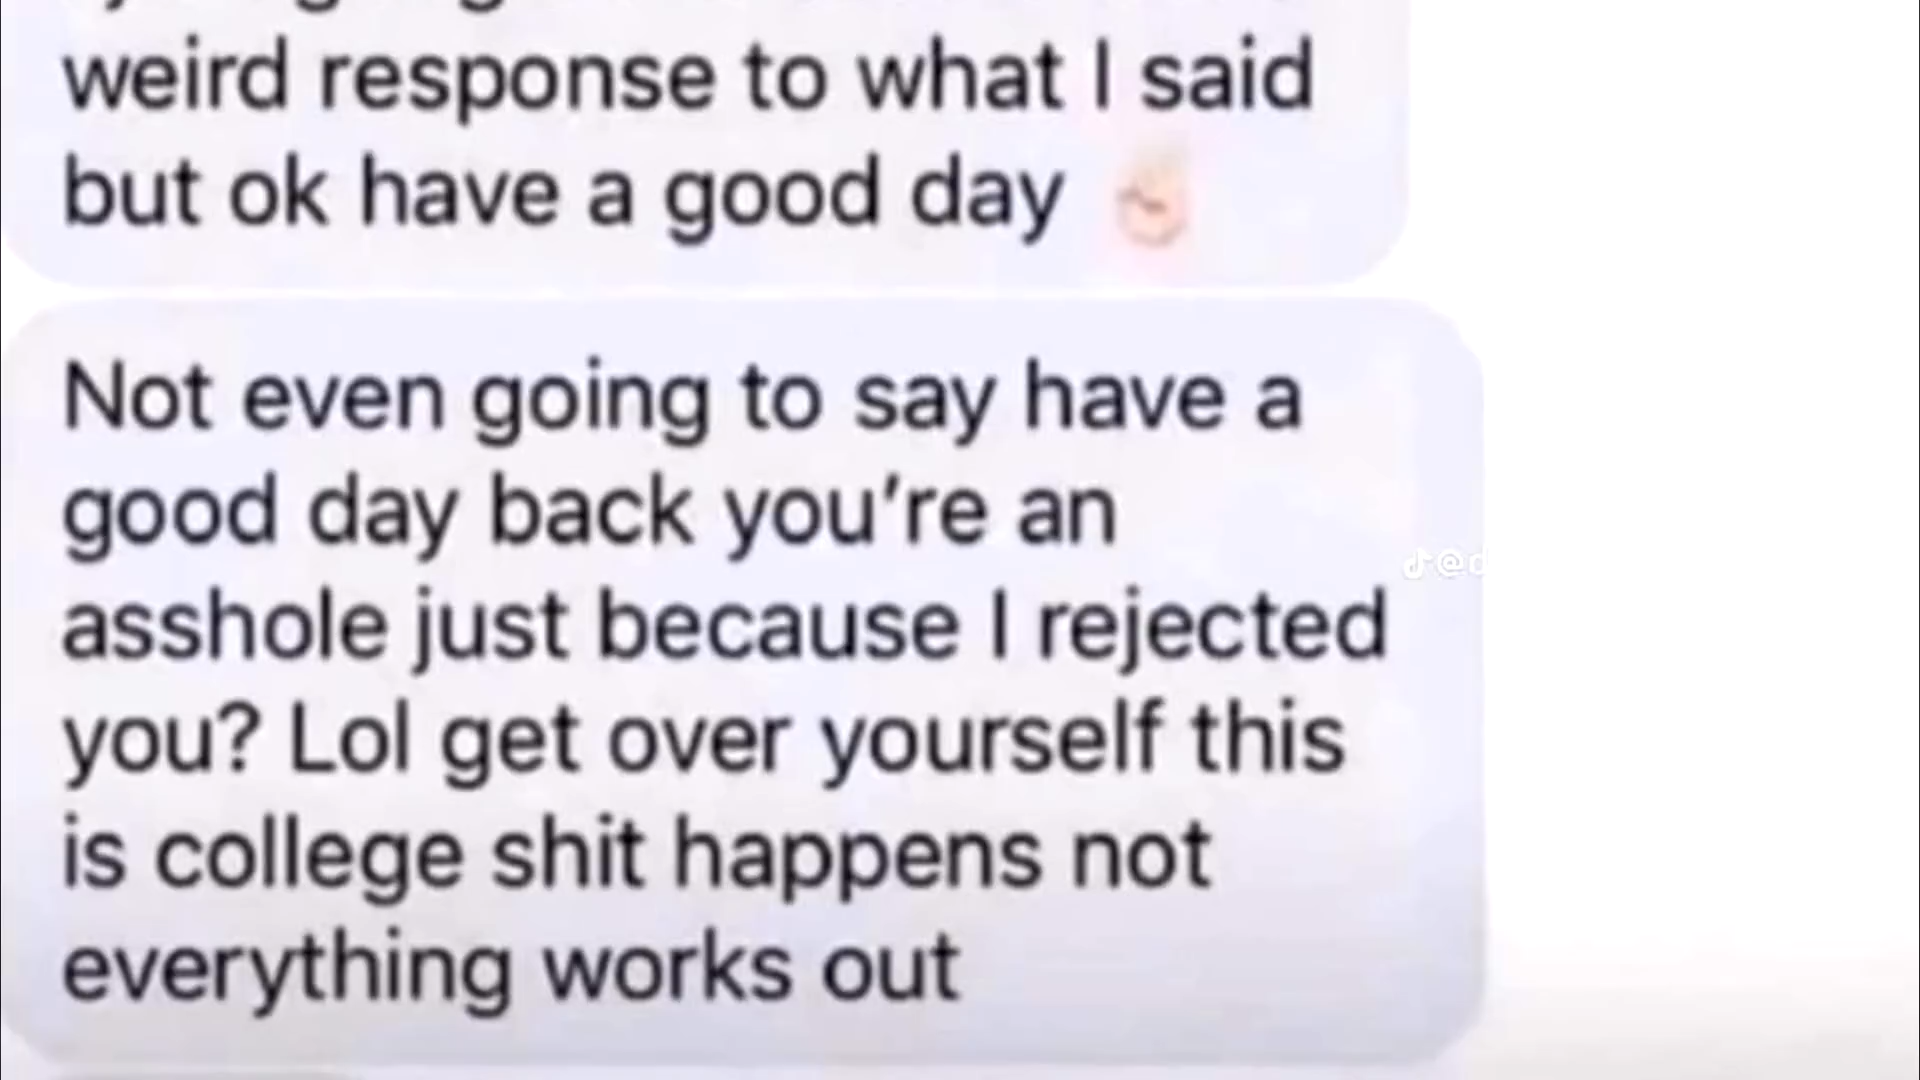 weird response to what I said
but ok have a good day ✌🏻
Not even going to say have a
good day back you're an
asshole just because I rejected
you? Lol get over yourself this
is college shit happens not
everything works out